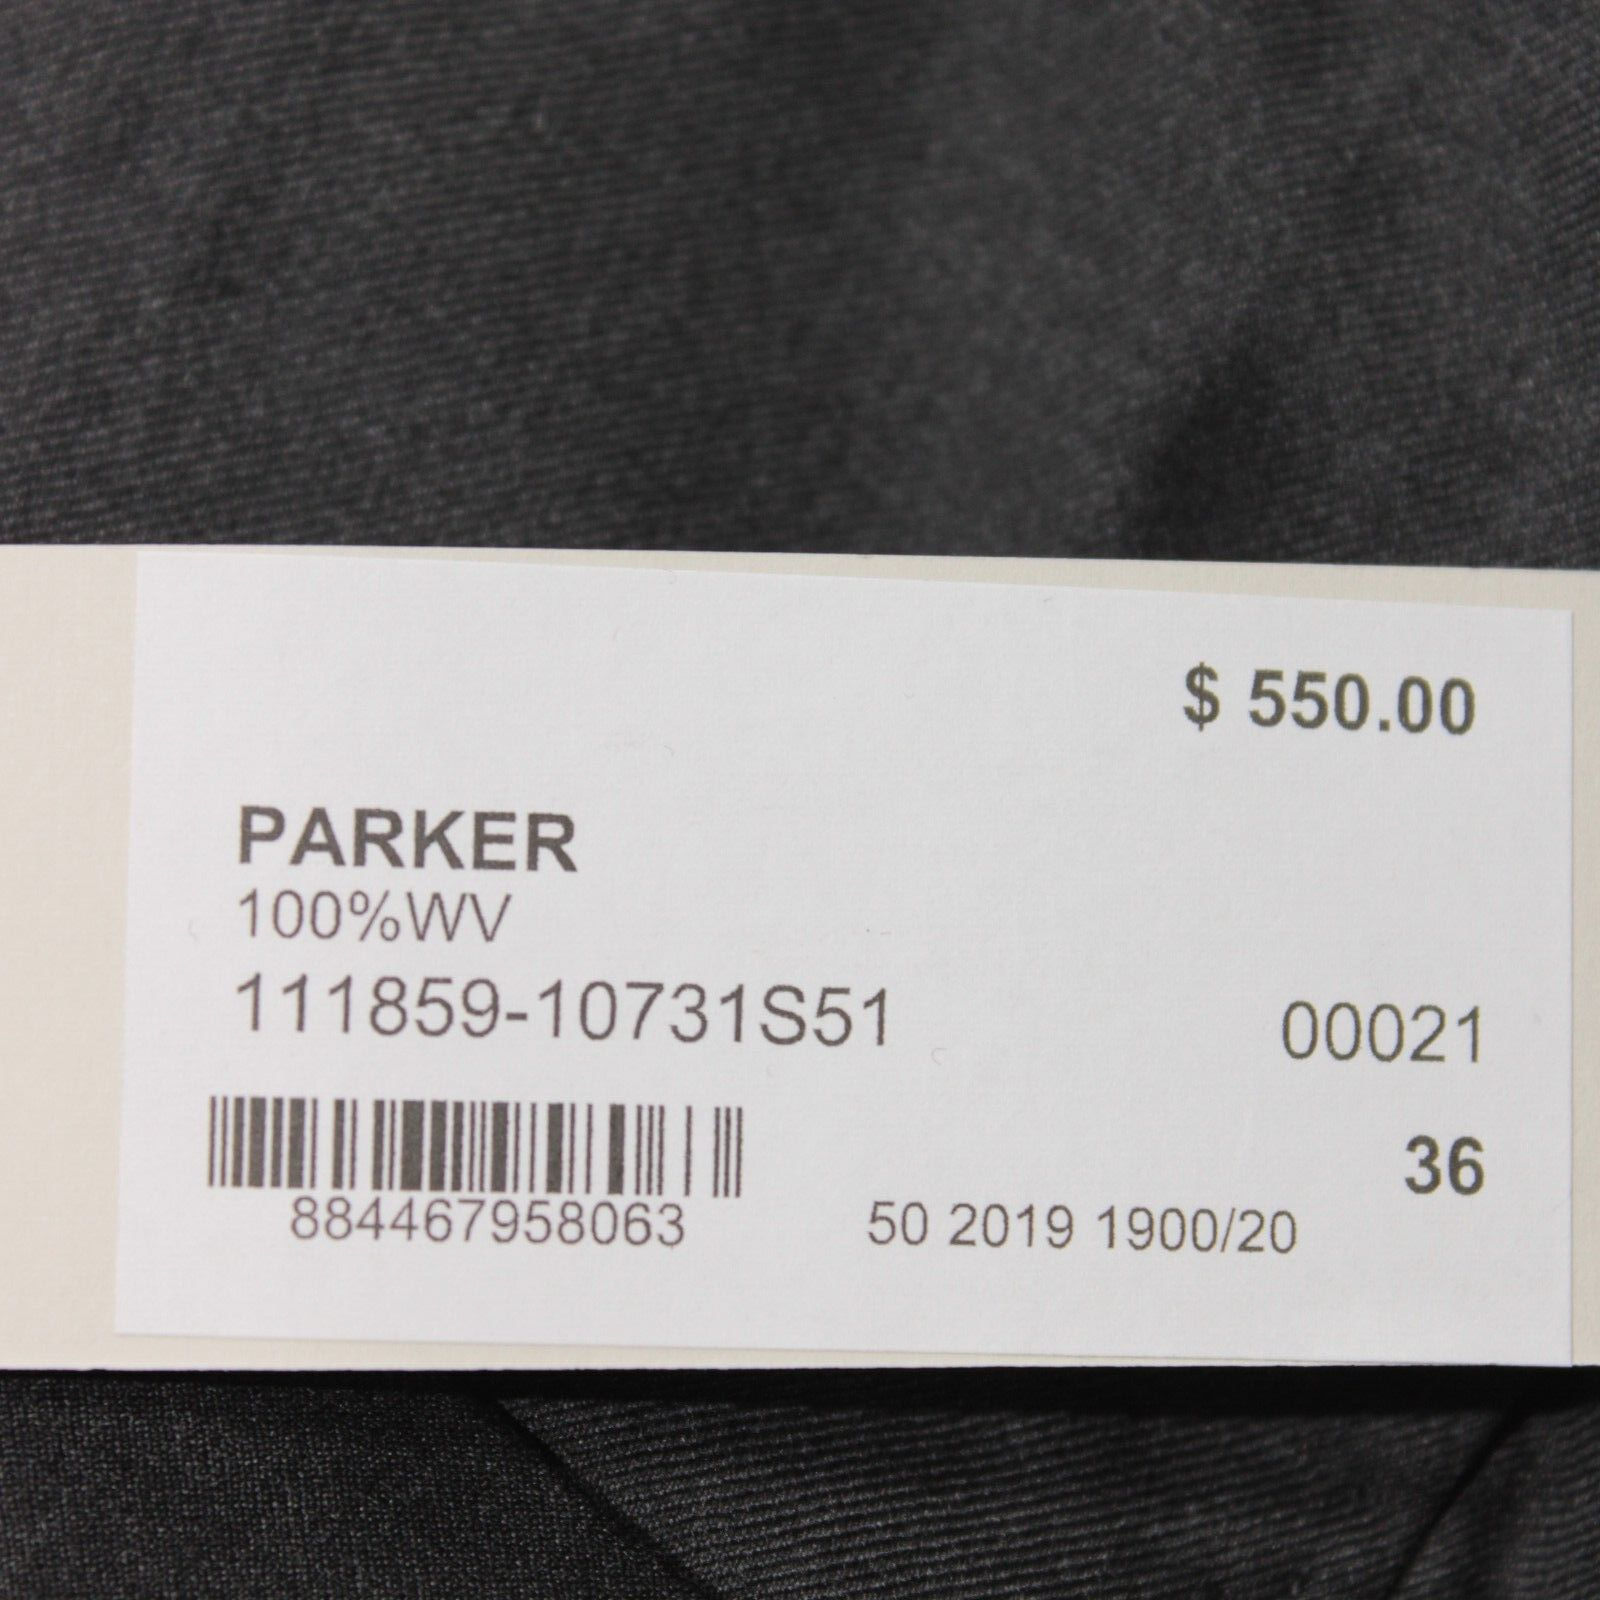 $ 550.00
PARKER
100%WV
111859-10731S51 00021
36
884467958063 50 2019 1900/20